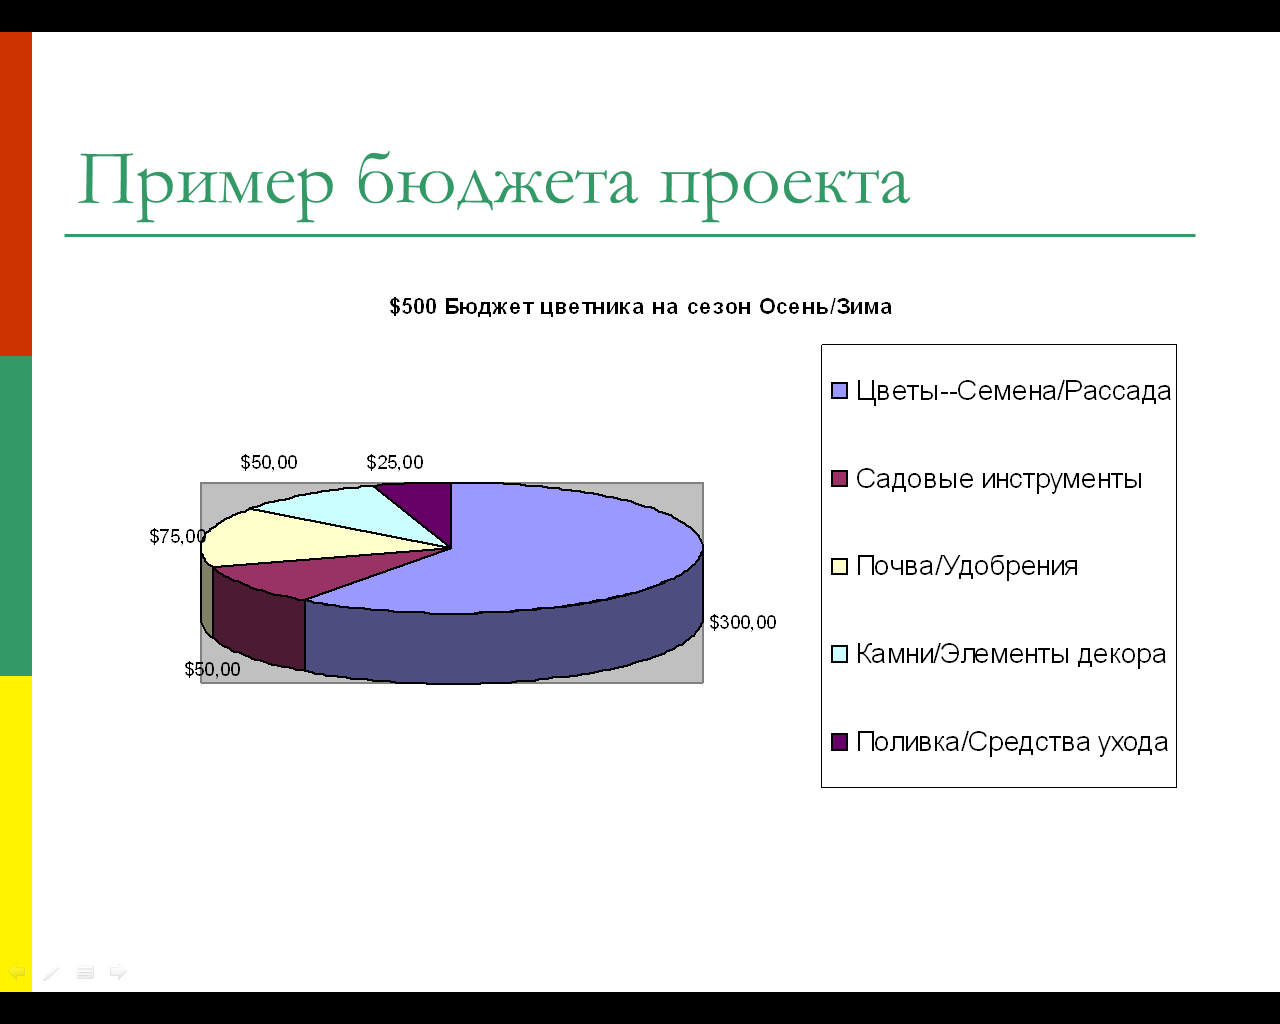 Пример бюджета проекта
$500 Бюджет цветника на сезон Осень/Зима
$50,00
$25,00
$75,00
$300,00
$50,00
Цветы--Семена/Рассада
Садовые инструменты
Почва/Удобрения
Камни/Элементы декора
Поливка/Средства ухода